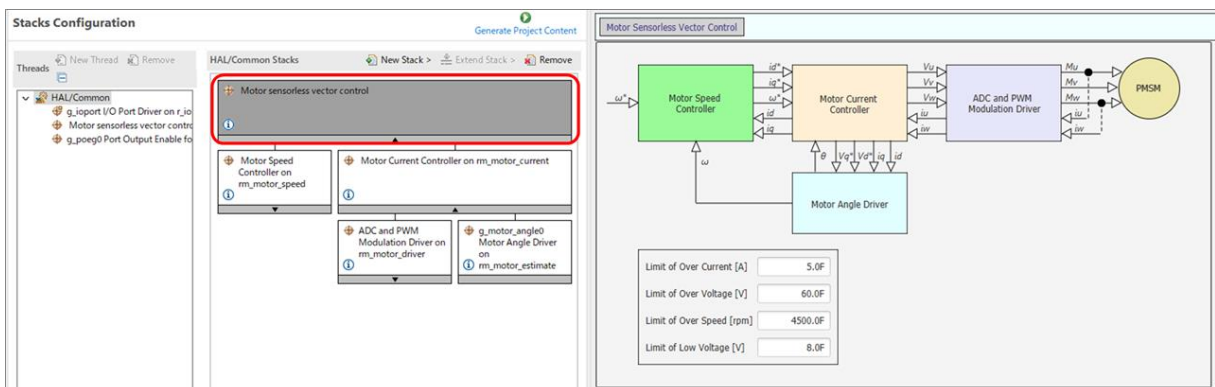 Stacks Configuration
Generate Project Content
Threads
New Thread
Remove
HAL/Common
g_ioport I/O Port Driver on r_io
Motor sensorless vector contro
g_poeg0 Port Output Enable fo
HAL/Common Stacks
New Stack >
Extend Stack >
Remove
Motor sensorless vector control
Motor Speed
Controller on
rm_motor_speed
Motor Current Controller on rm_motor_current
ADC and PWM
Modulation Driver on
rm_motor_driver
g_motor_angle0
Motor Angle Driver
on
rm_motor_estimate
Motor Sensorless Vector Control
ω*
Motor Speed
Controller
id*
iq*
ω*
id
iq
Motor Current
Controller
Vu
Vv
Vw
iu
iw
ADC and PWM
Modulation Driver
Mu
Mv
Mw
iu
iw
PMSM
ω
θ
Vq*
Vd*
iq
id
Motor Angle Driver
Limit of Over Current [A] 5.0F
Limit of Over Voltage [V] 60.0F
Limit of Over Speed [rpm] 4500.0F
Limit of Low Voltage [V] 8.0F